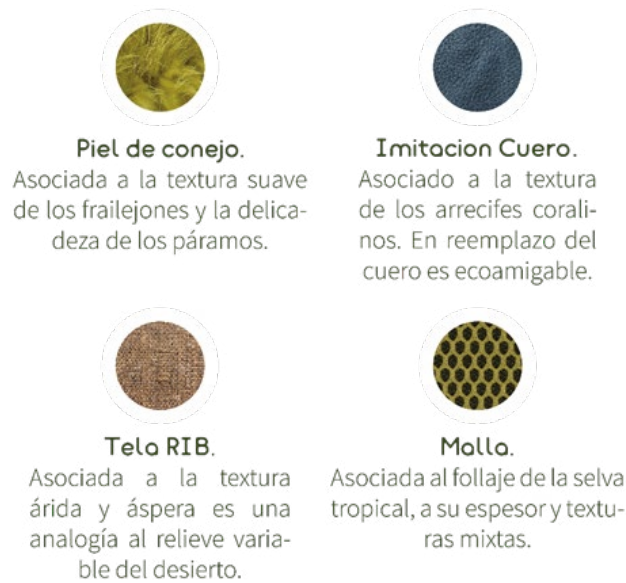 Piel de conejo.
Asociada a la textura suave
de los frailejones y la delica-
deza de los páramos.
Imitacion Cuero.
Asociado a la textura
de los arrecifes corali-
nos. En reemplazo del
cuero es ecoamigable.
Tela RIB.
Asociada a la textura
árida y áspera es una
analogía al relieve varia-
ble del desierto.
Malla.
Asociada al follaje de la selva
tropical, a su espesor y textu-
ras mixtas.